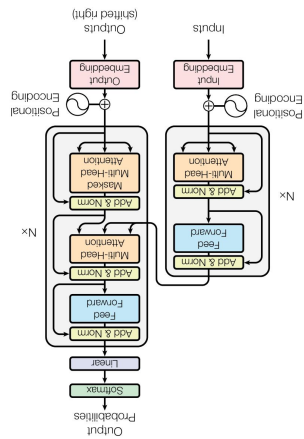 Output
Probabilities
Softmax
Linear
Add & Norm
Feed
Forward
Add & Norm
Multi-Head
Attention
Add & Norm
Masked
Multi-Head
Attention
Nx
Positional
Encoding
Output
Embedding
Outputs
(shifted right)
Add & Norm
Feed
Forward
Add & Norm
Multi-Head
Attention
Nx
Positional
Encoding
Input
Embedding
Inputs